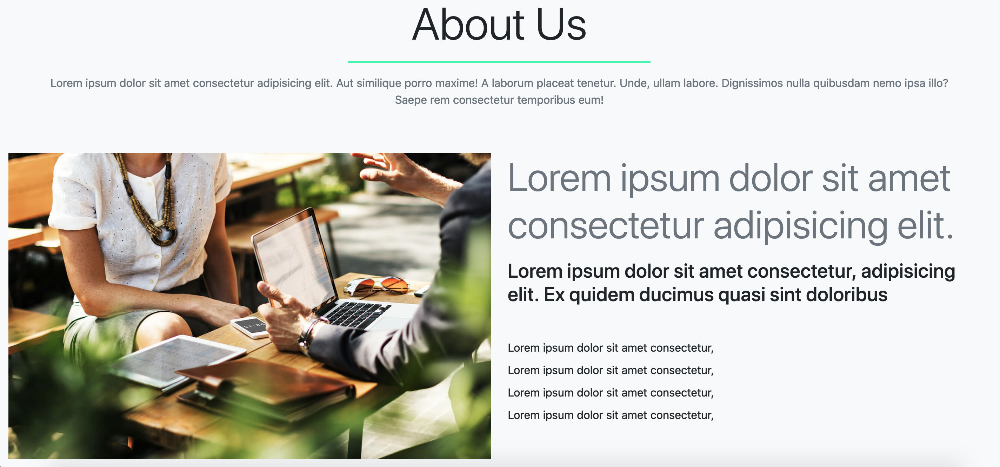 About Us
Lorem ipsum dolor sit amet consectetur adipisicing elit. Aut similique porro maxime! A laborum placeat tenetur. Unde, ullam labore. Dignissimos nulla quibusdam nemo ipsa illo?
Saepe rem consectetur temporibus eum!
Lorem ipsum dolor sit amet
consectetur adipisicing elit.
Lorem ipsum dolor sit amet consectetur, adipisicing
elit. Ex quidem ducimus quasi sint doloribus
08:15
Lorem ipsum dolor sit amet consectetur,
Lorem ipsum dolor sit amet consectetur,
Lorem ipsum dolor sit amet consectetur,
Lorem ipsum dolor sit amet consectetur,